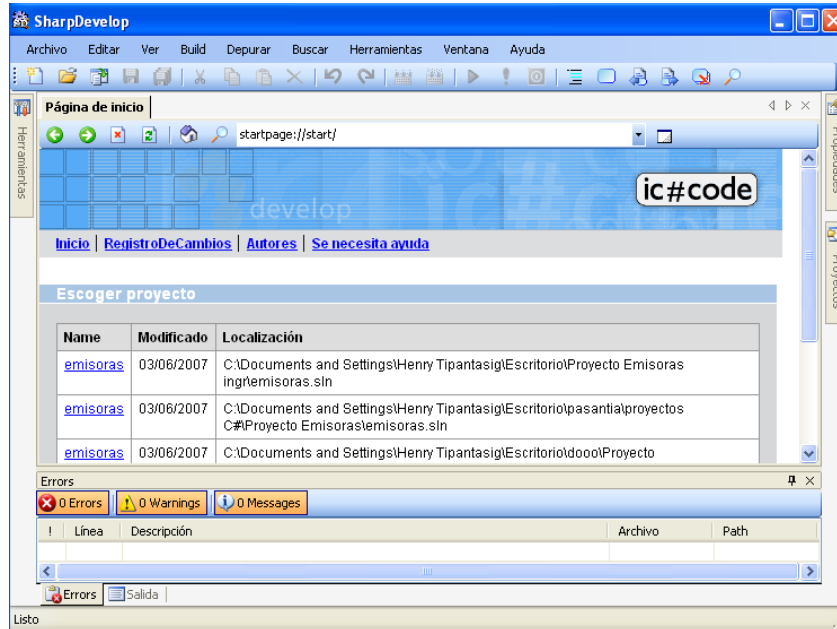 SharpDevelop
Archivo Editar Ver Build Depurar Buscar Herramientas Ventana Ayuda
Página de inicio
startpage://start/
Herramientas
Propiedades
Proyectos
develop
ic#code
Inicio | RegistroDeCambios | Autores | Se necesita ayuda
Escoger proyecto
Name Modificado Localización
emisoras 03/06/2007 C:\Documents and Settings\Henry Tipantasig\Escritorio\Proyecto Emisoras
ingr\emisoras.sln
emisoras 03/06/2007 C:\Documents and Settings\Henry Tipantasig\Escritorio\pasantia\proyectos
C#\Proyecto Emisoras\emisoras.sln
emisoras 03/06/2007 C:\Documents and Settings\Henry Tipantasig\Escritorio\dooo\Proyecto
Errors
0 Errors 0 Warnings 0 Messages
! Línea Descripción Archivo Path
Errors Salida
Listo